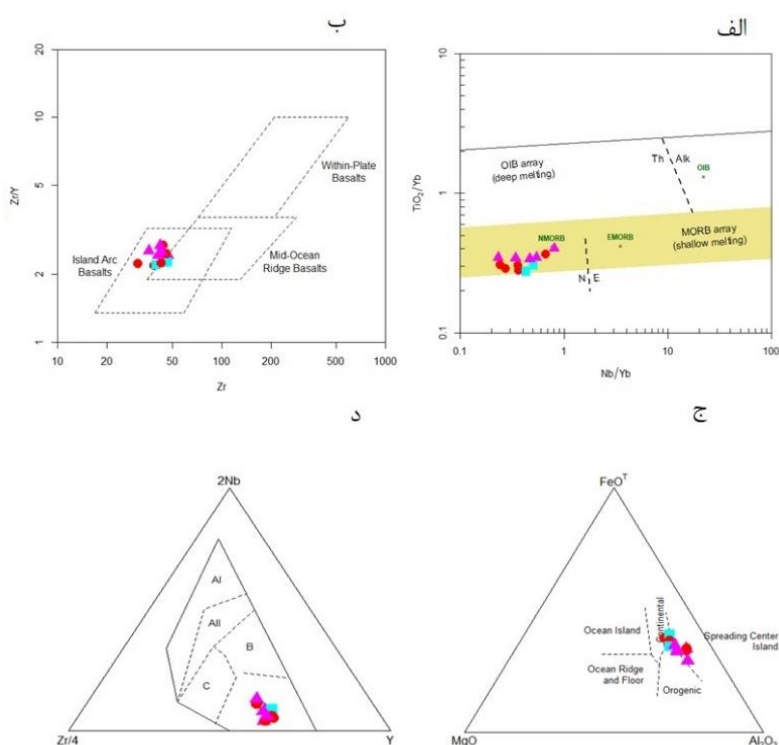 ب
20
10
5
2
1
Zr/Y
Within-Plate
Basalts
Island Arc
Basalts
Mid-Ocean
Ridge Basalts
10 20 50 100 200 500 1000
Zr
الف
10
1
0.1
TiO₂/Yb
OIB array
(deep melting)
Th Alk
OIB
MORB array
(shallow melting)
NMORB
EMORB
N E
0.1 1 10 100
Nb/Yb
د
2Nb
AI
AII
B
C
Zr/4 Y
ج
FeOᵀ
Continental
Ocean Island
Spreading Center
Island
Ocean Ridge
and Floor
Orogenic
MgO Al₂O₃